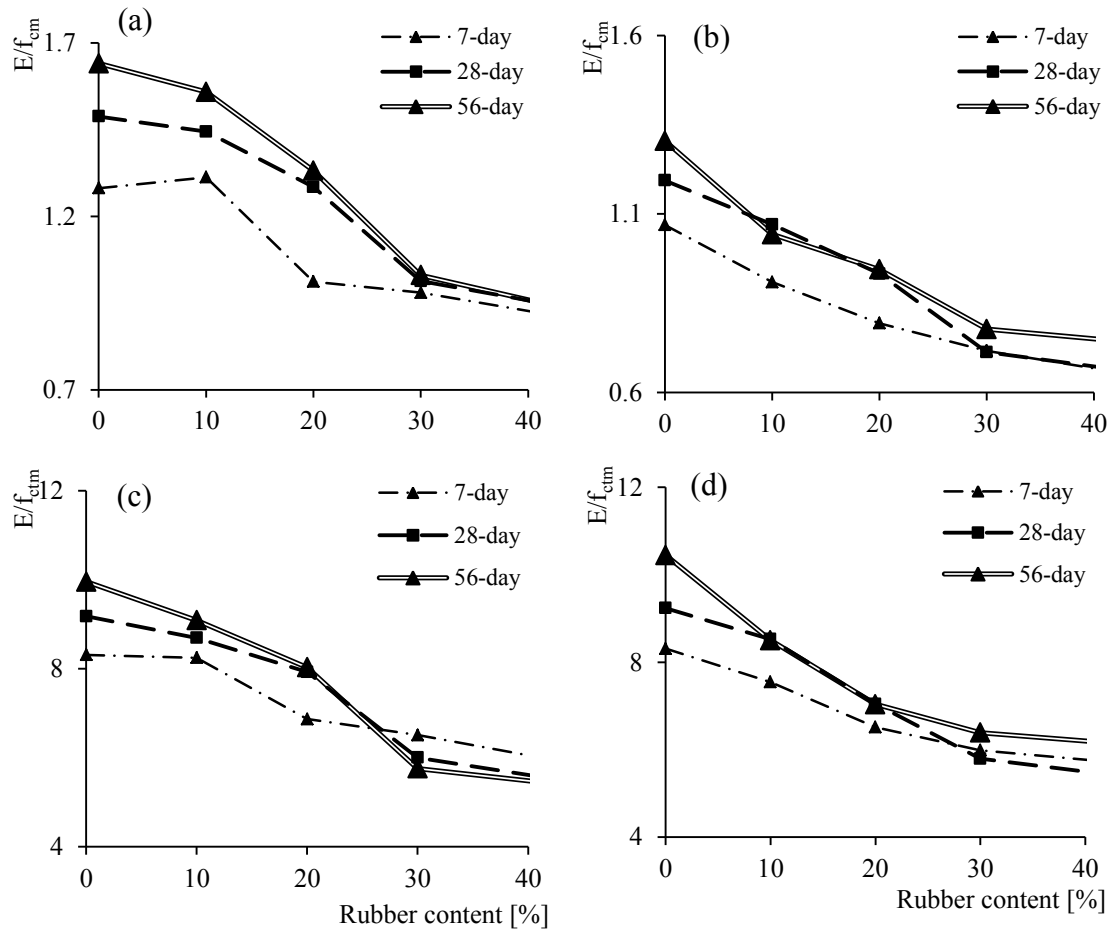 (a)
E/fcm
1.7
1.2
0.7
0 10 20 30 40
7-day
28-day
56-day
(b)
E/fcm
1.6
1.1
0.6
0 10 20 30 40
7-day
28-day
56-day
(c)
E/fctm
12
8
4
0 10 20 30 40
Rubber content [%]
7-day
28-day
56-day
(d)
E/fctm
12
8
4
0 10 20 30 40
Rubber content [%]
7-day
28-day
56-day